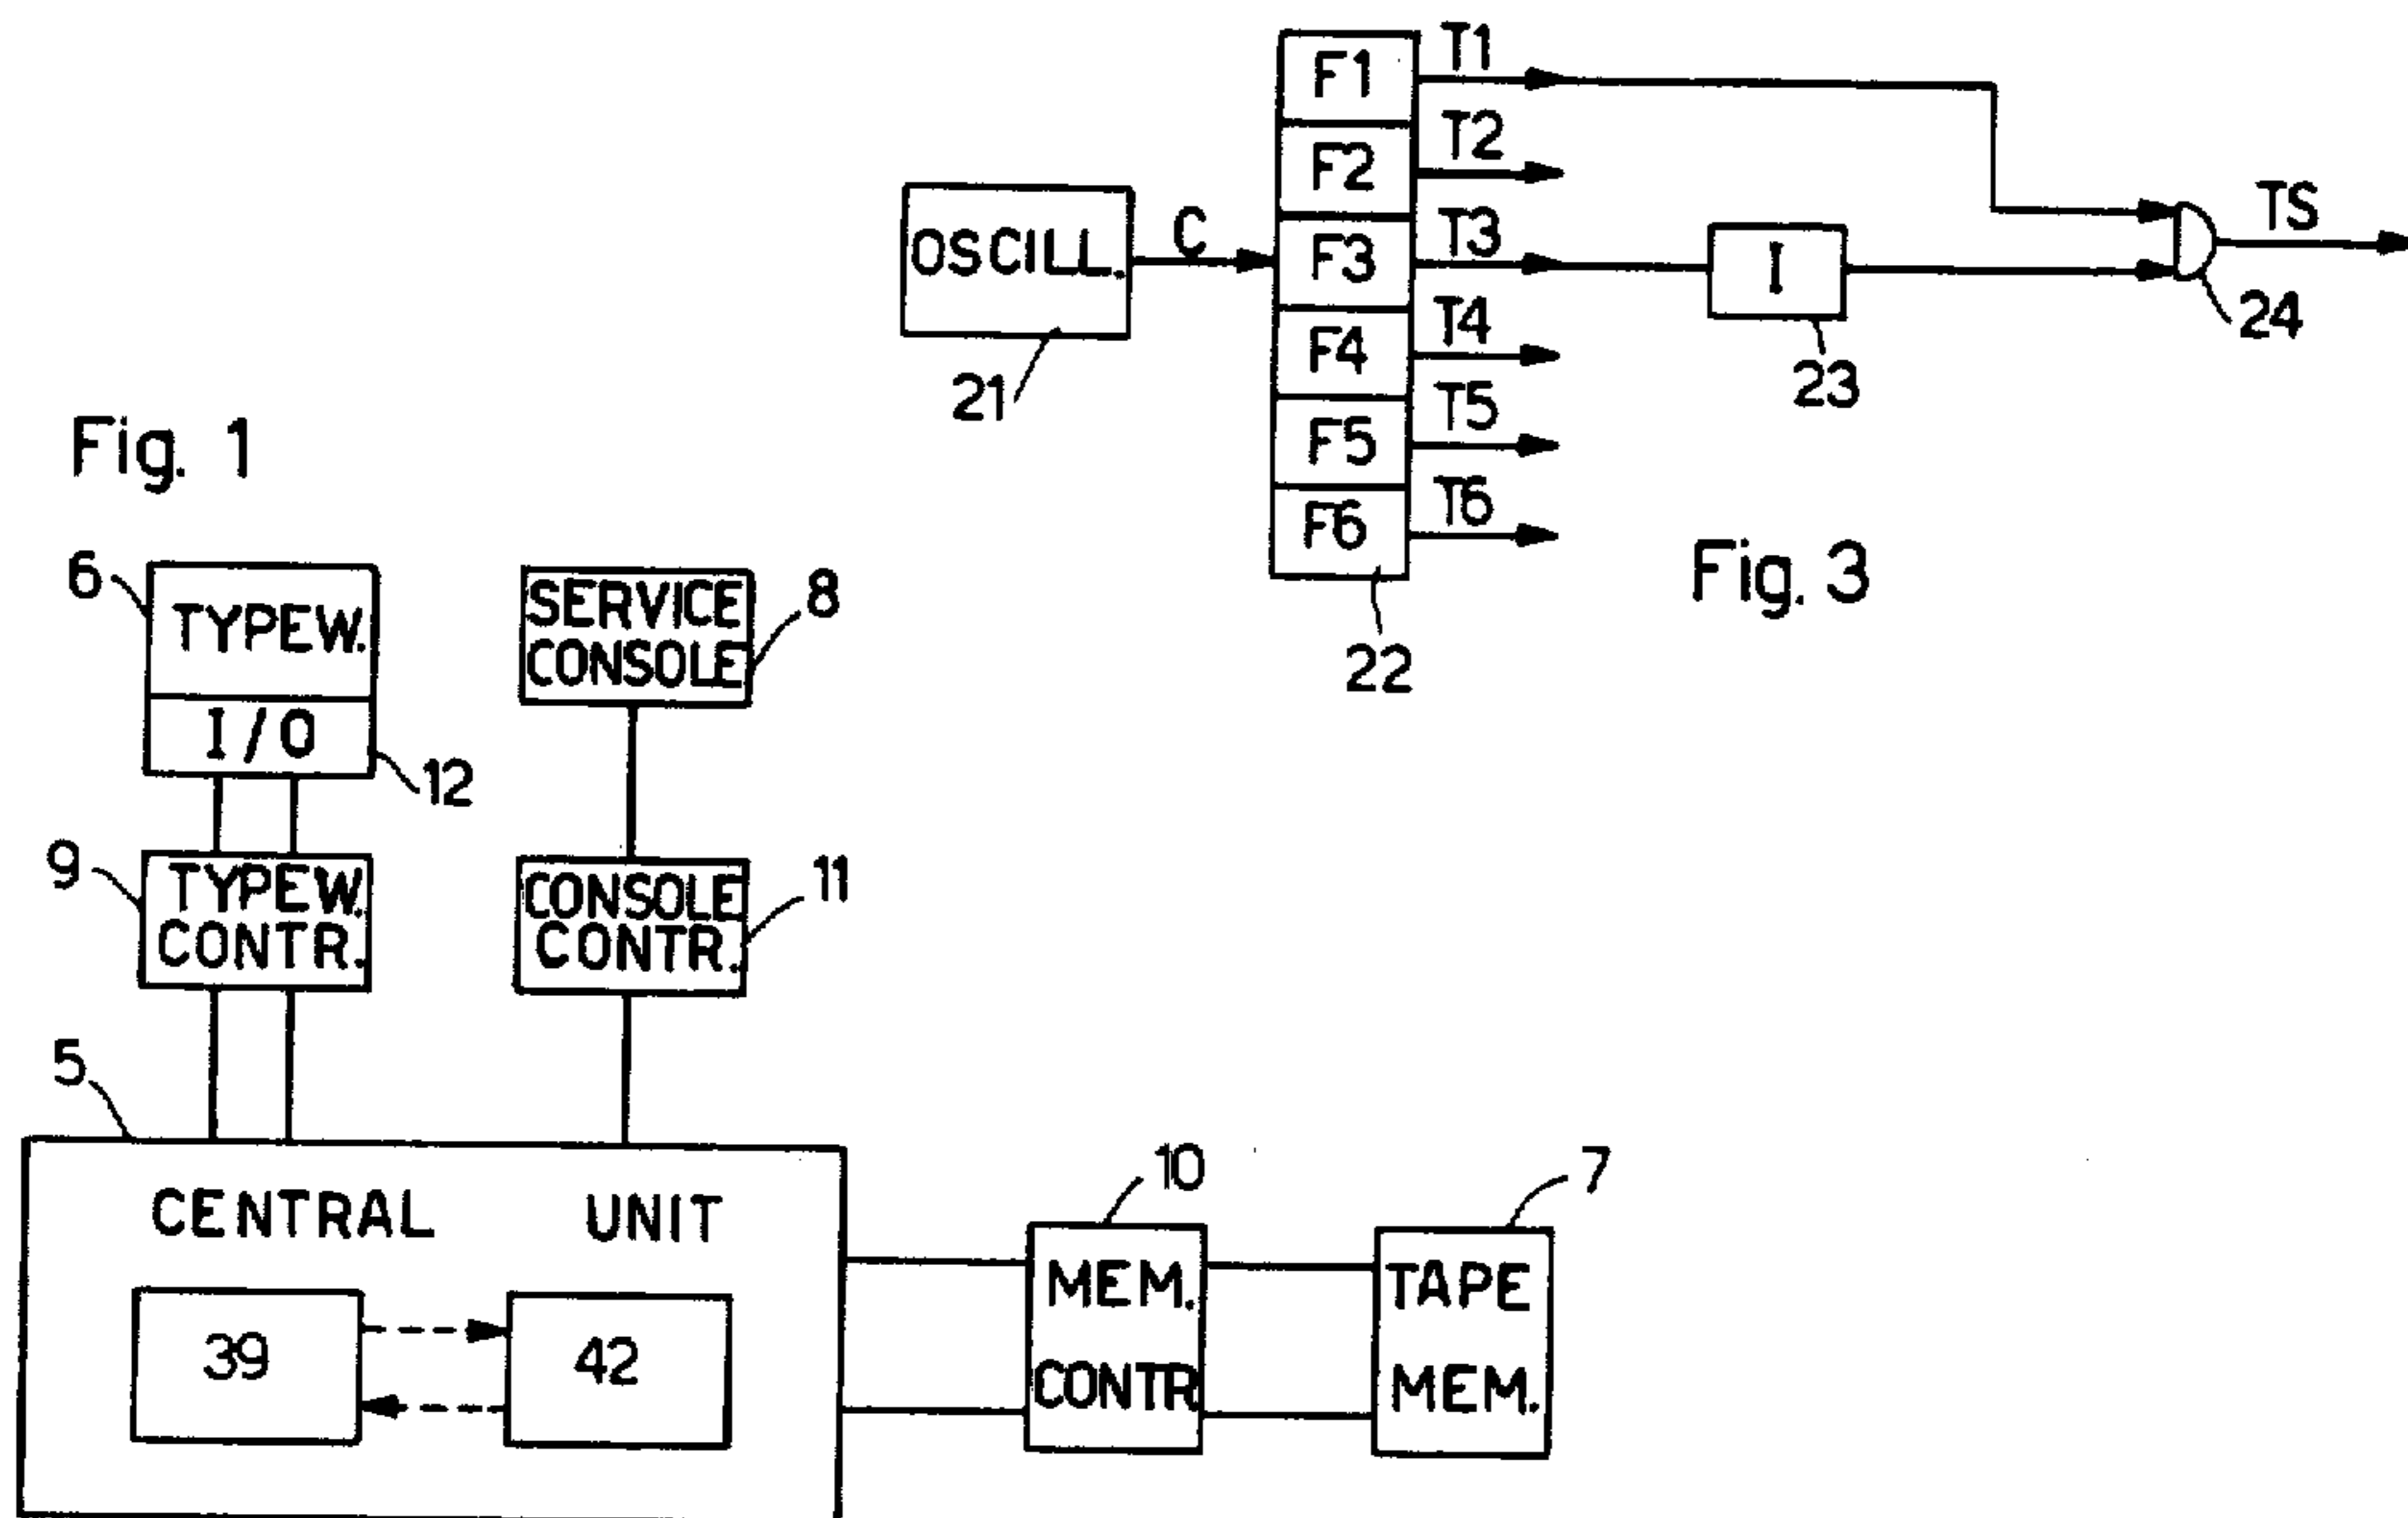 F1
T1
F2
T2
OSCILL.
C
F3
T3
I
TS
F4
T4
24
21
23
F5
T5
Fig. 1
F6
T6
Fig. 3
22
6
TYPEW.
SERVICE
CONSOLE
8
I/O
12
9
TYPEW.
CONTR.
CONSOLE
CONTR.
11
5
CENTRAL UNIT
39
42
10
MEM.
CONTR
7
TAPE
MEM.